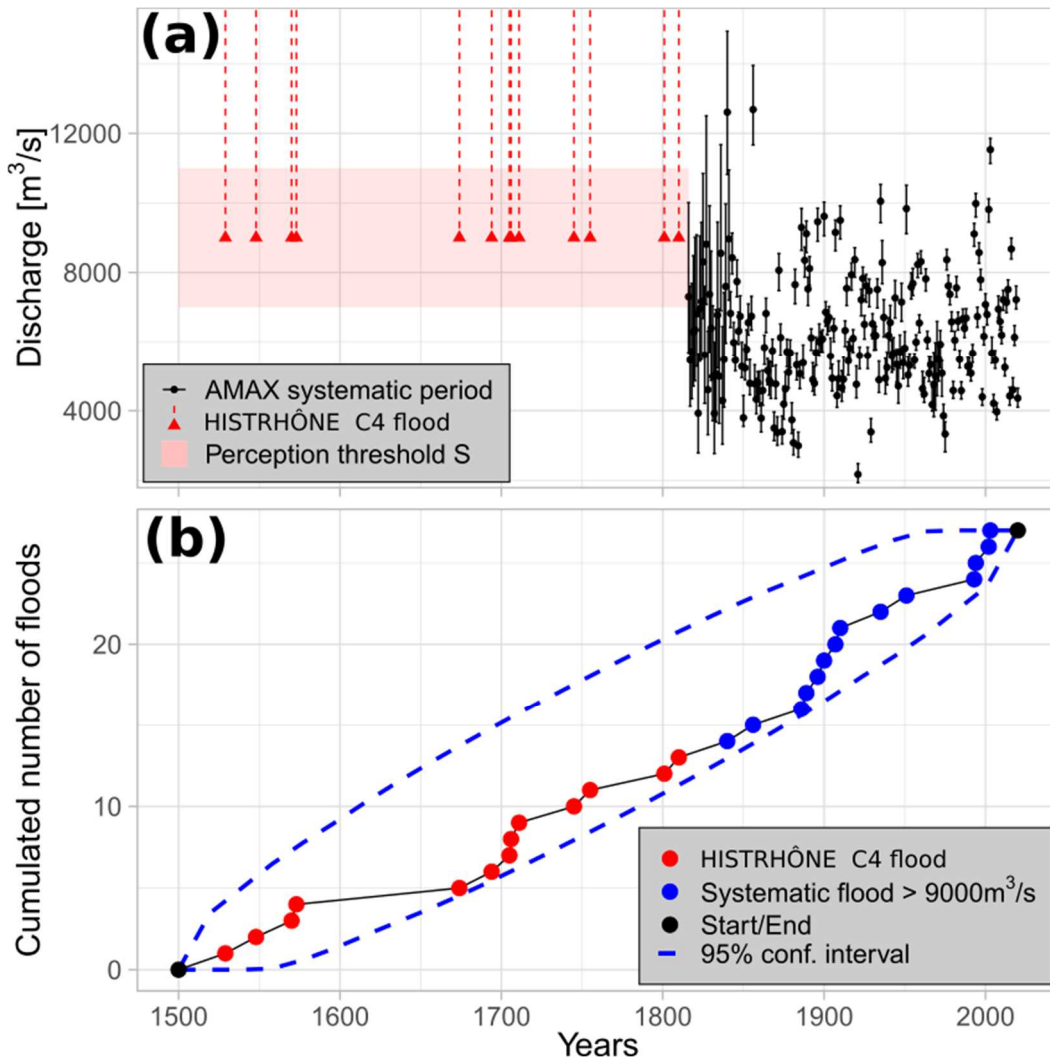 (a)
Discharge [m³/s]
12000
8000
4000
AMAX systematic period
HISTRHÔNE C4 flood
Perception threshold S
(b)
Cumulated number of floods
20
10
0
HISTRHÔNE C4 flood
Systematic flood > 9000m³/s
Start/End
95% conf. interval
1500 1600 1700 1800 1900 2000
Years